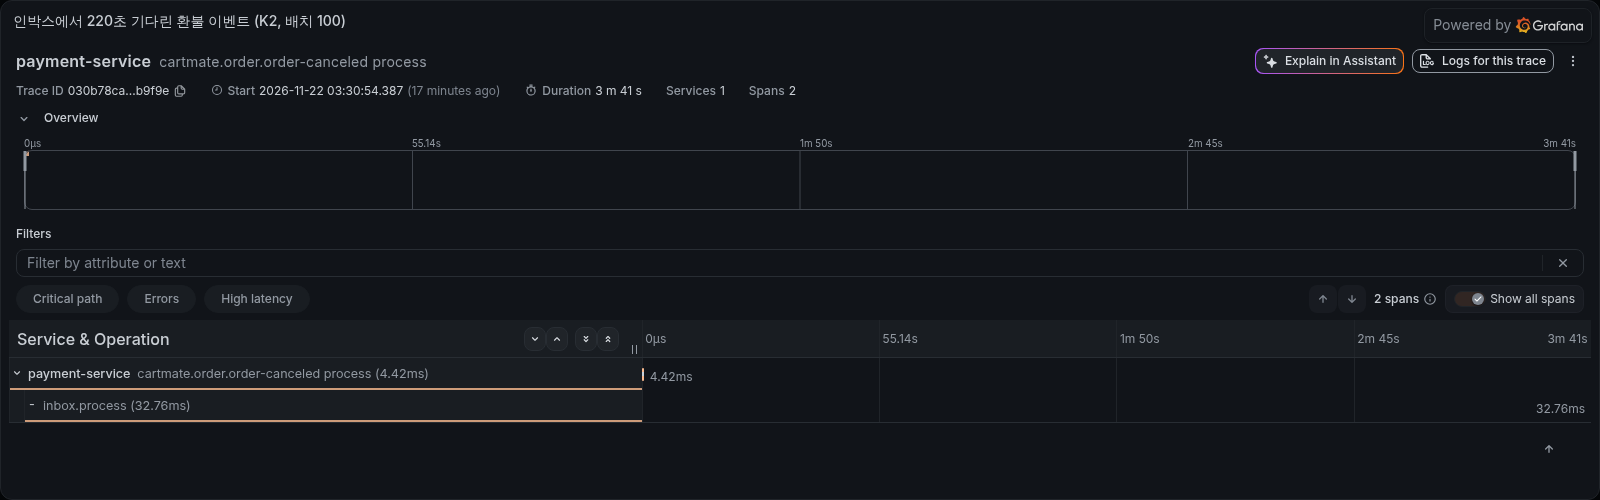 인박스에서 220초 기다린 환불 이벤트 (K2, 배치 100)
Powered by Grafana
payment-service cartmate.order.order-canceled process
Explain in Assistant
Logs for this trace
Trace ID 030b78ca...b9f9e Start 2026-11-22 03:30:54.387 (17 minutes ago) Duration 3 m 41 s Services 1 Spans 2
Overview
0μs 55.14s 1m 50s 2m 45s 3m 41s
Filters
Filter by attribute or text
Critical path Errors High latency 2 spans Show all spans
Service & Operation 0μs 55.14s 1m 50s 2m 45s 3m 41s
payment-service cartmate.order.order-canceled process (4.42ms) 4.42ms
- inbox.process (32.76ms) 32.76ms